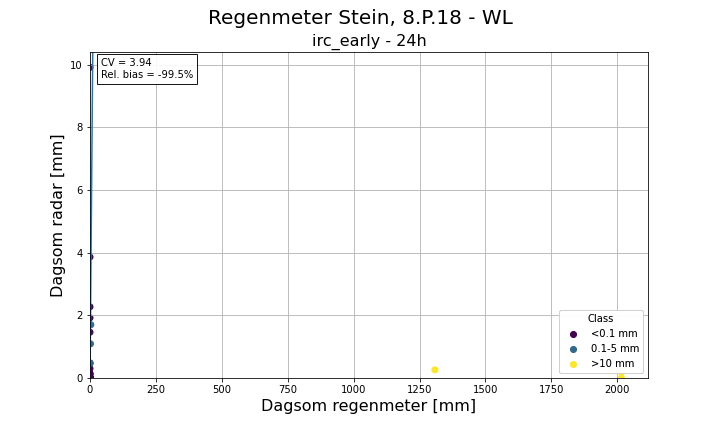 Regenmeter Stein, 8.P.18 - WL
irc_early - 24h
CV = 3.94
Rel. bias = -99.5%
Dagsom radar [mm]
10
8
6
4
2
0
Class
<0.1 mm
0.1-5 mm
>10 mm
0 250 500 750 1000 1250 1500 1750 2000
Dagsom regenmeter [mm]